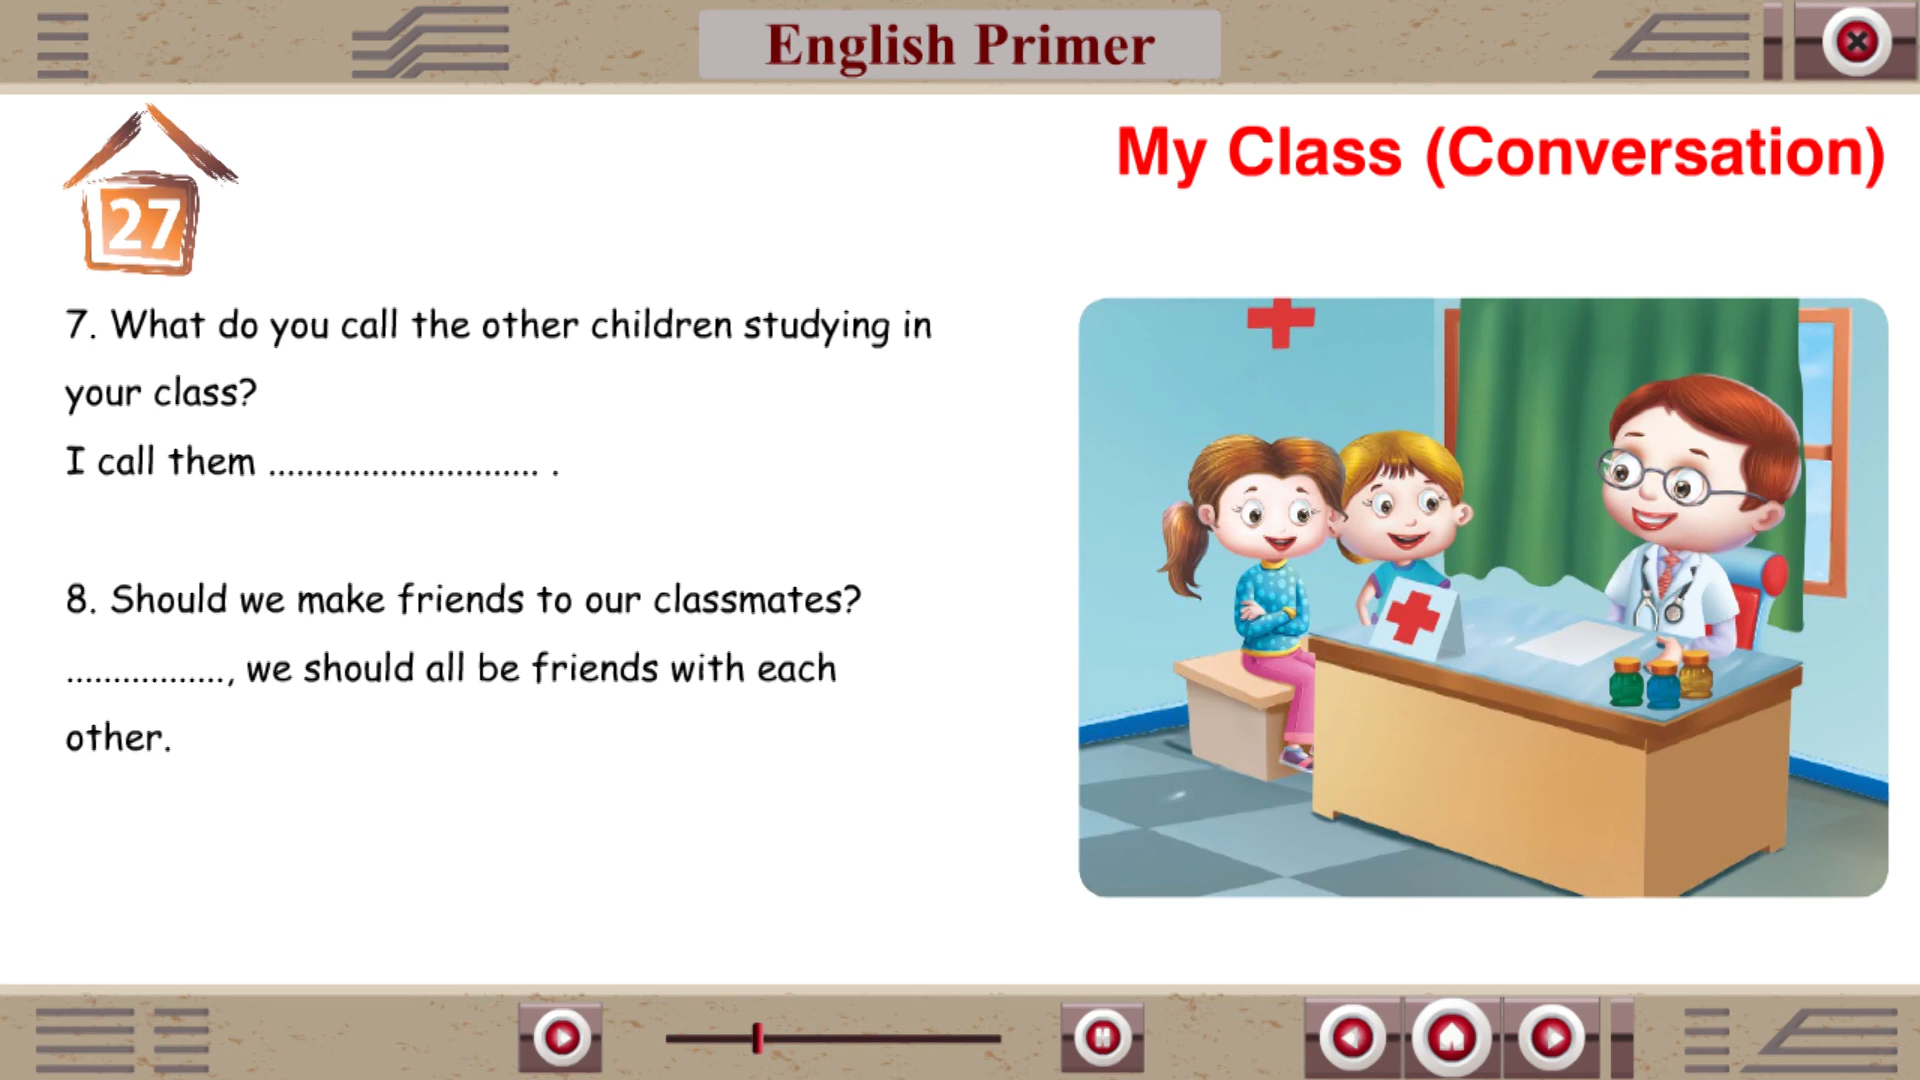 English Primer
27
My Class (Conversation)
7. What do you call the other children studying in
your class?
I call them ............................. .
8. Should we make friends to our classmates?
................., we should all be friends with each
other.